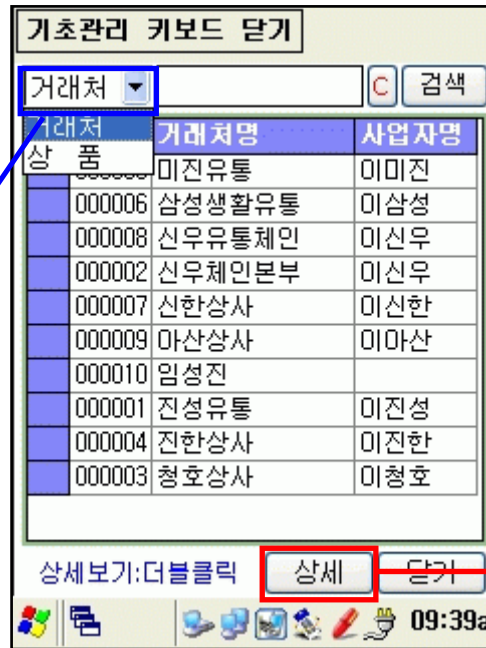 기초관리 키보드 닫기
거래처 C 검색
거래처 거래처명 사업자명
상 품 미진유통 이미진
000006 삼성생활유통 이삼성
000008 신우유통체인 이신우
000002 신우체인본부 이신우
000007 신한상사 이신한
000009 아산상사 이아산
000010 임성진
000001 진성유통 이진성
000004 진한상사 이진한
000003 청호상사 이청호
상세보기:더블클릭 상세 닫기
09:39a